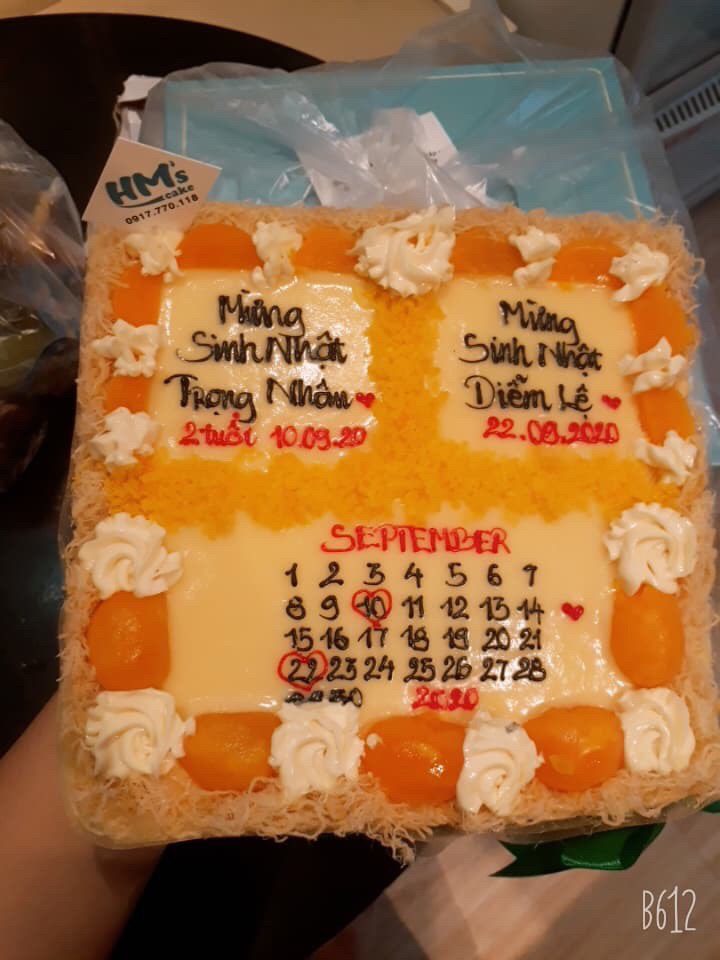 HM's
cake
0917.770.118
Mừng
Sinh Nhật
Trọng Nhân
2 tuổi 10.09.20
Mừng
Sinh Nhật
Diễm Lệ
22.09.2020
SEPTEMBER
1 2 3 4 5 6 7
8 9 10 11 12 13 14
15 16 17 18 19 20 21
22 23 24 25 26 27 28
2020
B612